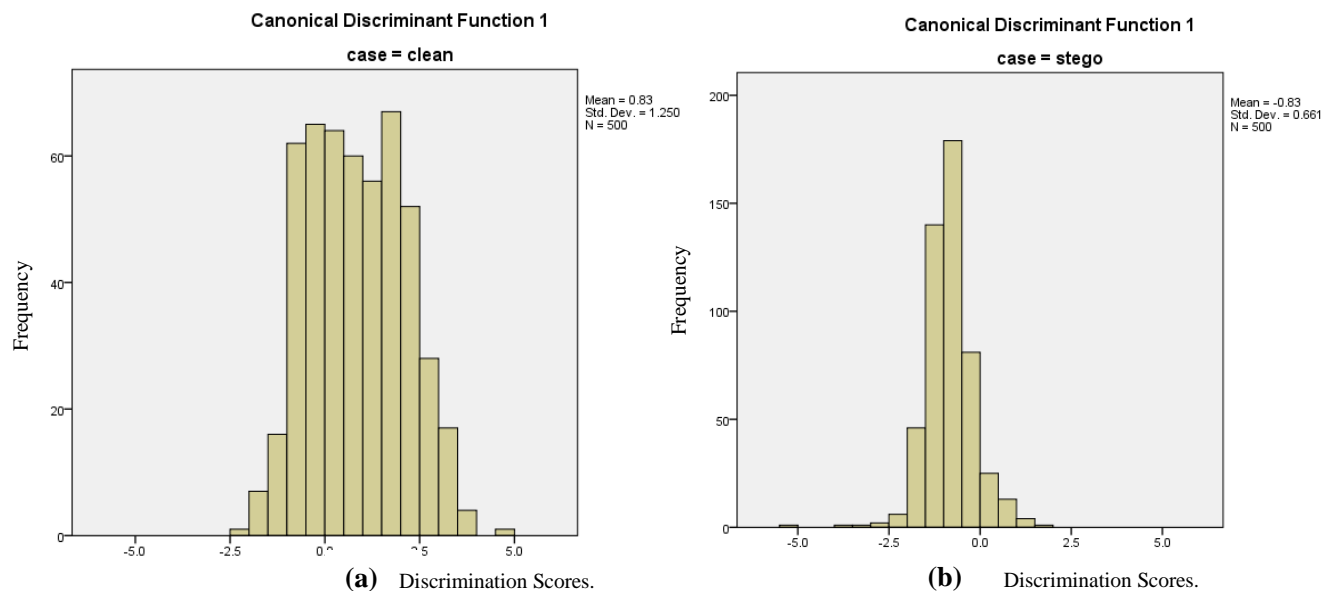 Canonical Discriminant Function 1
case = clean
Mean = 0.83
Std. Dev. = 1.250
N = 500
60
40
20
0
Frequency
-5.0
-2.5
0.0
5.0
(a) Discrimination Scores.
Canonical Discriminant Function 1
case = stego
Mean = -0.83
Std. Dev. = 0.661
N = 500
200
150
100
50
0
Frequency
-5.0
-2.5
0.0
2.5
5.0
(b) Discrimination Scores.